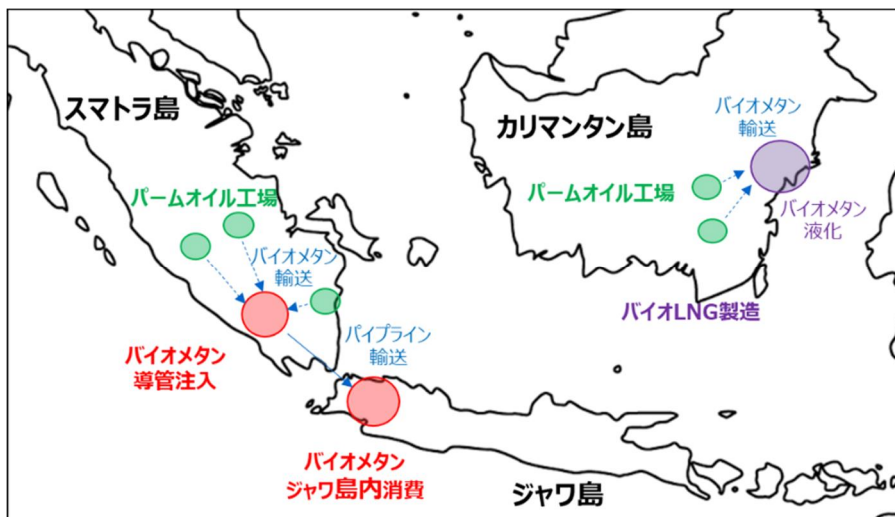 スマトラ島
パームオイル工場
バイオメタン
輸送
バイオメタン
導管注入
パイプライン
輸送
バイオメタン
ジャワ島内消費
ジャワ島
カリマンタン島
バイオメタン
輸送
パームオイル工場
バイオメタン
液化
バイオLNG製造